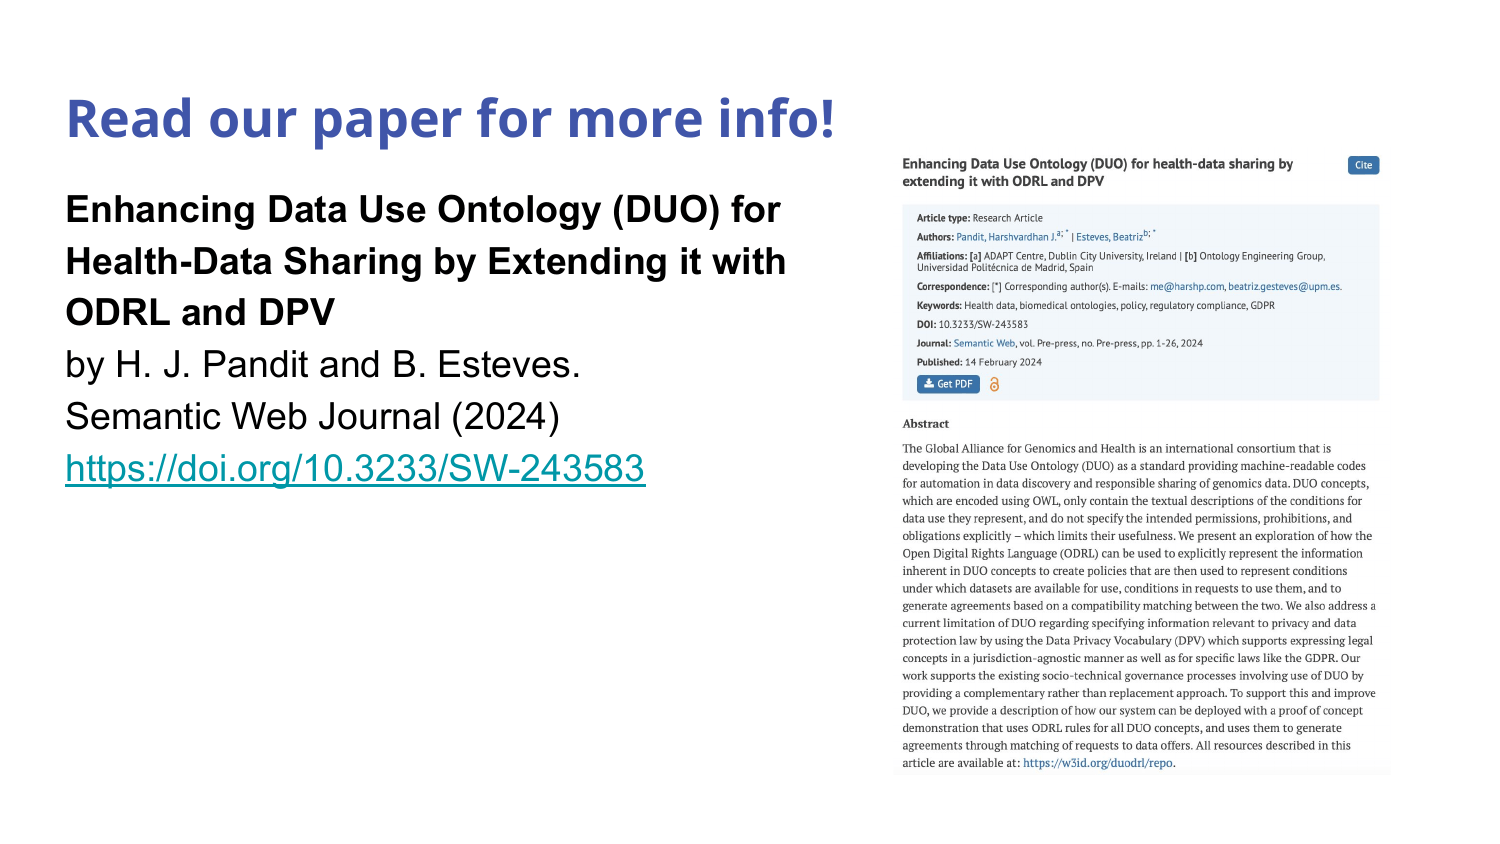 Read our paper for more info!
Enhancing Data Use Ontology (DUO) for
Health-Data Sharing by Extending it with
ODRL and DPV
by H. J. Pandit and B. Esteves.
Semantic Web Journal (2024)
https://doi.org/10.3233/SW-243583
Enhancing Data Use Ontology (DUO) for health-data sharing by
extending it with ODRL and DPV
Cite
Article type: Research Article
Authors: Pandit, Harshvardhan J.a; * | Esteves, Beatrizb; *
Affiliations: [a] ADAPT Centre, Dublin City University, Ireland | [b] Ontology Engineering Group,
Universidad Politécnica de Madrid, Spain
Correspondence: [*] Corresponding author(s). E-mails: me@harshp.com, beatriz.gesteves@upm.es.
Keywords: Health data, biomedical ontologies, policy, regulatory compliance, GDPR
DOI: 10.3233/SW-243583
Journal: Semantic Web, vol. Pre-press, no. Pre-press, pp. 1-26, 2024
Published: 14 February 2024
Get PDF
Abstract
The Global Alliance for Genomics and Health is an international consortium that is
developing the Data Use Ontology (DUO) as a standard providing machine-readable codes
for automation in data discovery and responsible sharing of genomics data. DUO concepts,
which are encoded using OWL, only contain the textual descriptions of the conditions for
data use they represent, and do not specify the intended permissions, prohibitions, and
obligations explicitly – which limits their usefulness. We present an exploration of how the
Open Digital Rights Language (ODRL) can be used to explicitly represent the information
inherent in DUO concepts to create policies that are then used to represent conditions
under which datasets are available for use, conditions in requests to use them, and to
generate agreements based on a compatibility matching between the two. We also address a
current limitation of DUO regarding specifying information relevant to privacy and data
protection law by using the Data Privacy Vocabulary (DPV) which supports expressing legal
concepts in a jurisdiction-agnostic manner as well as for specific laws like the GDPR. Our
work supports the existing socio-technical governance processes involving use of DUO by
providing a complementary rather than replacement approach. To support this and improve
DUO, we provide a description of how our system can be deployed with a proof of concept
demonstration that uses ODRL rules for all DUO concepts, and uses them to generate
agreements through matching of requests to data offers. All resources described in this
article are available at: https://w3id.org/duodrl/repo.